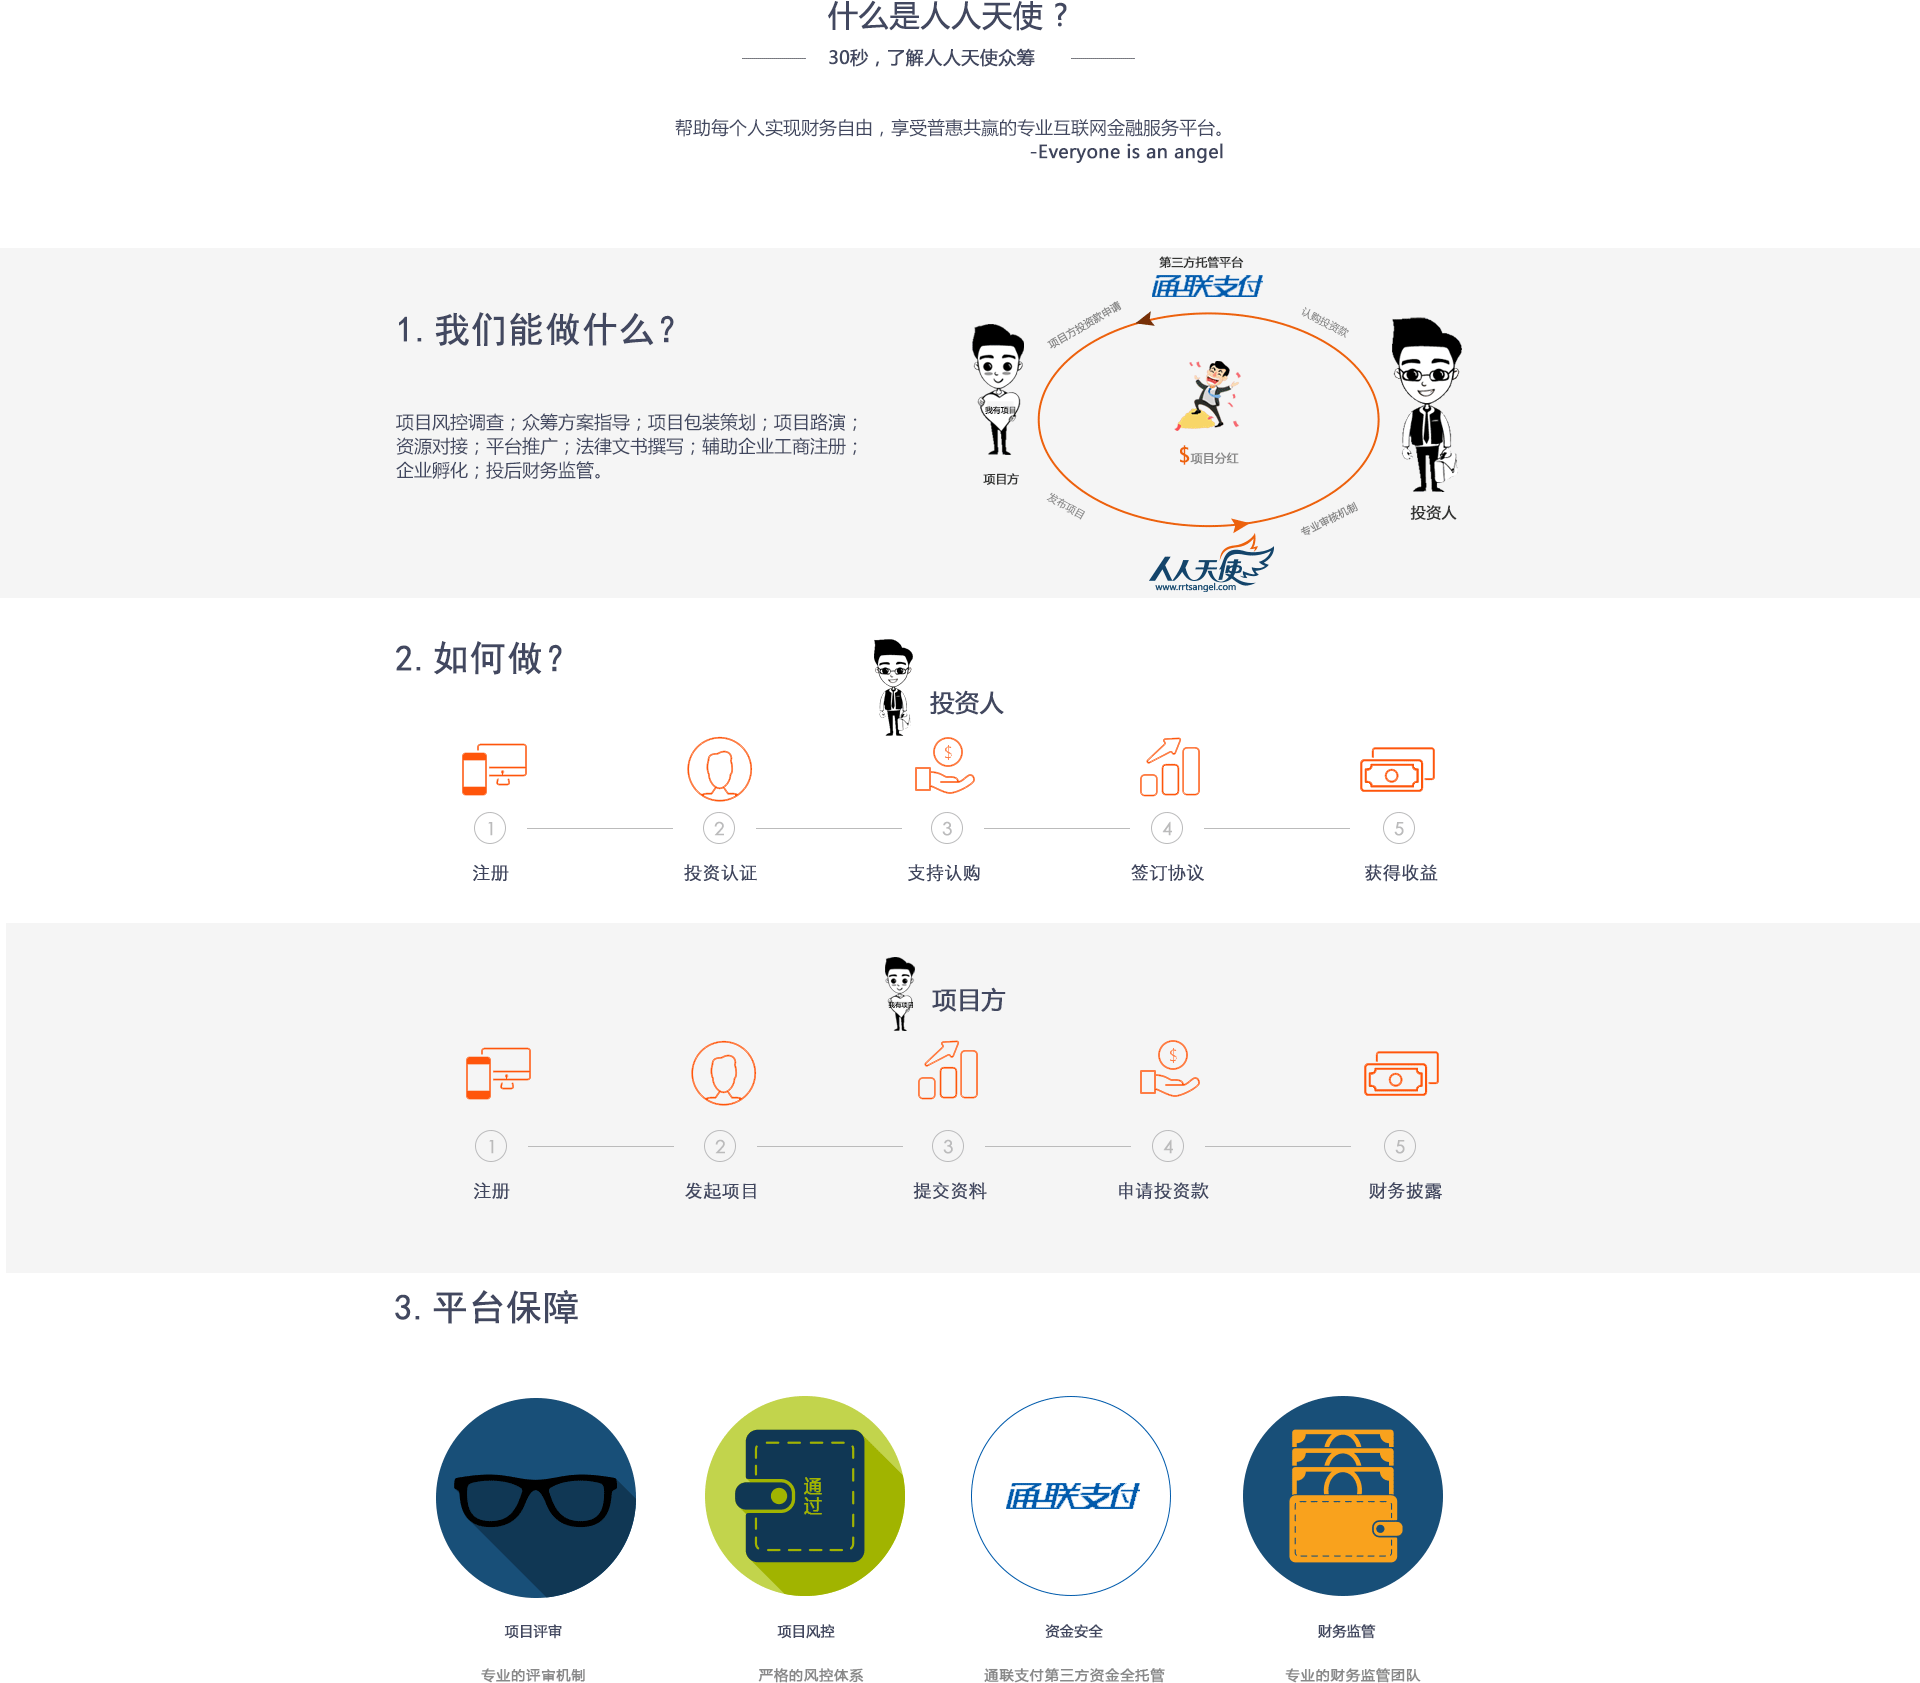 什么是人人天使？
30秒，了解人人天使众筹
帮助每个人实现财务自由，享受普惠共赢的专业互联网金融服务平台。
-Everyone is an angel
1.我们能做什么?
项目风控调查；众筹方案指导；项目包装策划；项目路演；
资源对接；平台推广；法律文书撰写；辅助企业工商注册；
企业孵化；投后财务监管。
第三方托管平台
通联支付
项目方投资款申请
认购投资款
我有项目
$项目分红
项目方
投资人
发布项目
专业审核机制
人人天使
www.rrtsangel.com
2.如何做?
投资人
$
1 2 3 4 5
注册 投资认证 支持认购 签订协议 获得收益
我有项目
项目方
$
1 2 3 4 5
注册 发起项目 提交资料 申请投资款 财务披露
3.平台保障
通过
通联支付
项目评审 项目风控 资金安全 财务监管
专业的评审机制 严格的风控体系 通联支付第三方资金全托管 专业的财务监管团队